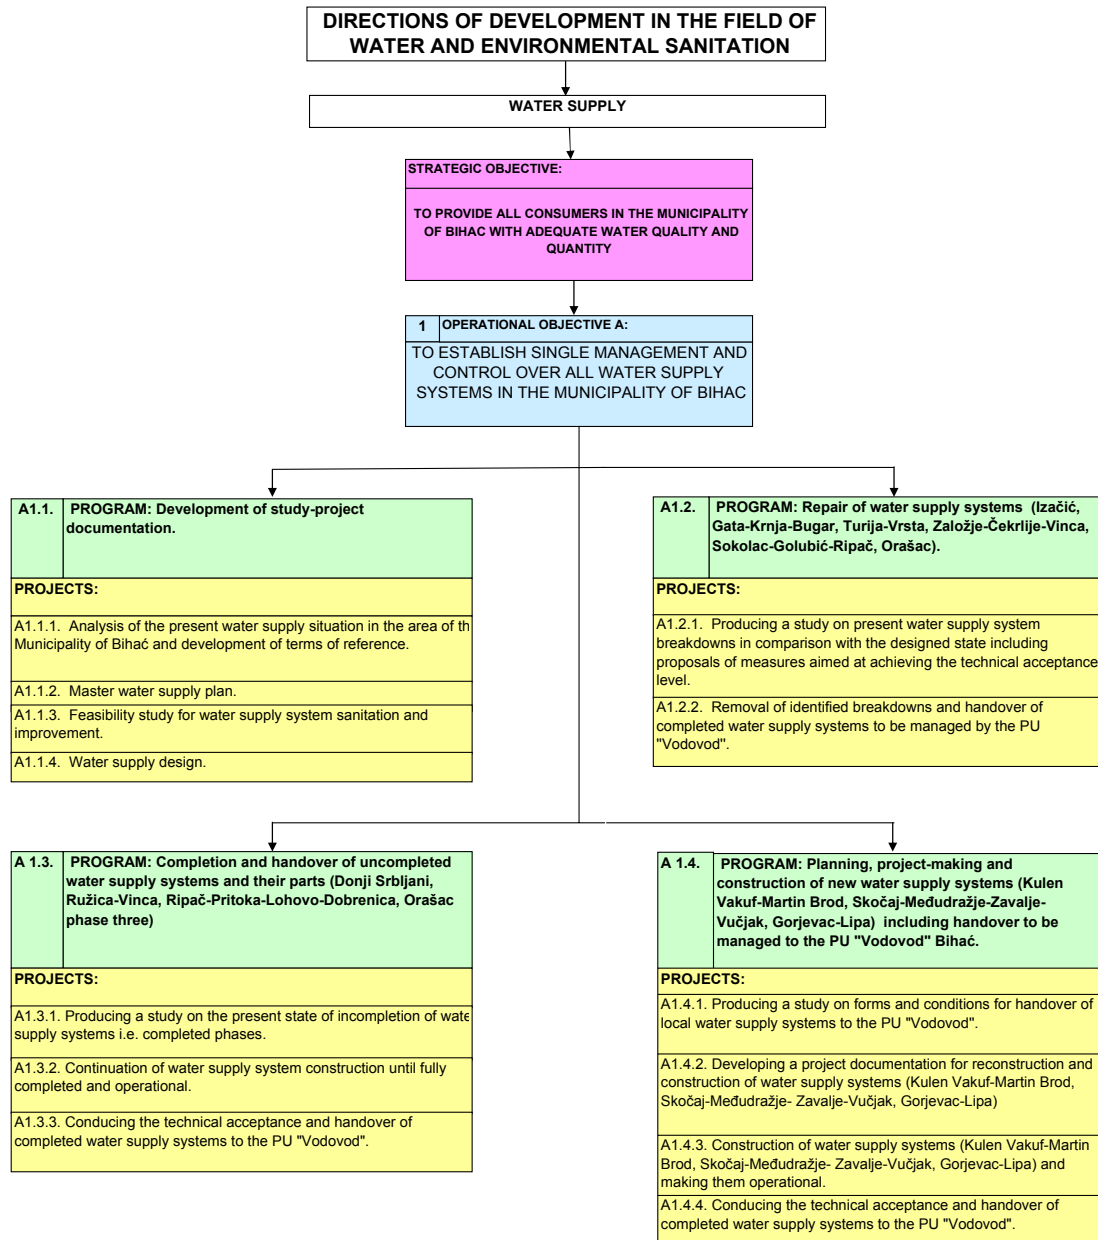 DIRECTIONS OF DEVELOPMENT IN THE FIELD OF
WATER AND ENVIRONMENTAL SANITATION
WATER SUPPLY
STRATEGIC OBJECTIVE:
TO PROVIDE ALL CONSUMERS IN THE MUNICIPALITY
OF BIHAC WITH ADEQUATE WATER QUALITY AND
QUANTITY
1 OPERATIONAL OBJECTIVE A:
TO ESTABLISH SINGLE MANAGEMENT AND
CONTROL OVER ALL WATER SUPPLY
SYSTEMS IN THE MUNICIPALITY OF BIHAC
A1.1. PROGRAM: Development of study-project
documentation.
PROJECTS:
A1.1.1. Analysis of the present water supply situation in the area of th
Municipality of Bihać and development of terms of reference.
A1.1.2. Master water supply plan.
A1.1.3. Feasibility study for water supply system sanitation and
improvement.
A1.1.4. Water supply design.
A1.2. PROGRAM: Repair of water supply systems (Izačić,
Gata-Krnja-Bugar, Turija-Vrsta, Založje-Čekrlije-Vinca,
Sokolac-Golubić-Ripač, Orašac).
PROJECTS:
A1.2.1. Producing a study on present water supply system
breakdowns in comparison with the designed state including
proposals of measures aimed at achieving the technical acceptance
level.
A1.2.2. Removal of identified breakdowns and handover of
completed water supply systems to be managed by the PU
"Vodovod".
A 1.3. PROGRAM: Completion and handover of uncompleted
water supply systems and their parts (Donji Srbljani,
Ružica-Vinca, Ripač-Pritoka-Lohovo-Dobrenica, Orašac
phase three)
PROJECTS:
A1.3.1. Producing a study on the present state of incompletion of wate
supply systems i.e. completed phases.
A1.3.2. Continuation of water supply system construction until fully
completed and operational.
A1.3.3. Conducing the technical acceptance and handover of
completed water supply systems to the PU "Vodovod".
A 1.4. PROGRAM: Planning, project-making and
construction of new water supply systems (Kulen
Vakuf-Martin Brod, Skočaj-Međudražje-Zavalje-
Vučjak, Gorjevac-Lipa) including handover to be
managed to the PU "Vodovod" Bihać.
PROJECTS:
A1.4.1. Producing a study on forms and conditions for handover of
local water supply systems to the PU "Vodovod".
A1.4.2. Developing a project documentation for reconstruction and
construction of water supply systems (Kulen Vakuf-Martin Brod,
Skočaj-Međudražje- Zavalje-Vučjak, Gorjevac-Lipa)
A1.4.3. Construction of water supply systems (Kulen Vakuf-Martin
Brod, Skočaj-Međudražje- Zavalje-Vučjak, Gorjevac-Lipa) and
making them operational.
A1.4.4. Conducing the technical acceptance and handover of
completed water supply systems to the PU "Vodovod".